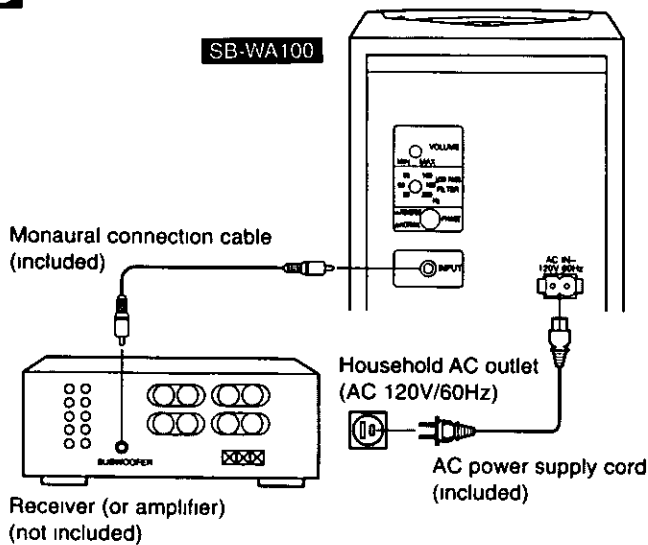 SB-WA100
VOLUME
MIN MAX
LOW PASS
FILTER
Hz
PHASE
INPUT
AC IN~
120V 60Hz
Monaural connection cable
(included)
SUBWOOFER
Household AC outlet
(AC 120V/60Hz)
AC power supply cord
(included)
Receiver (or amplifier)
(not included)